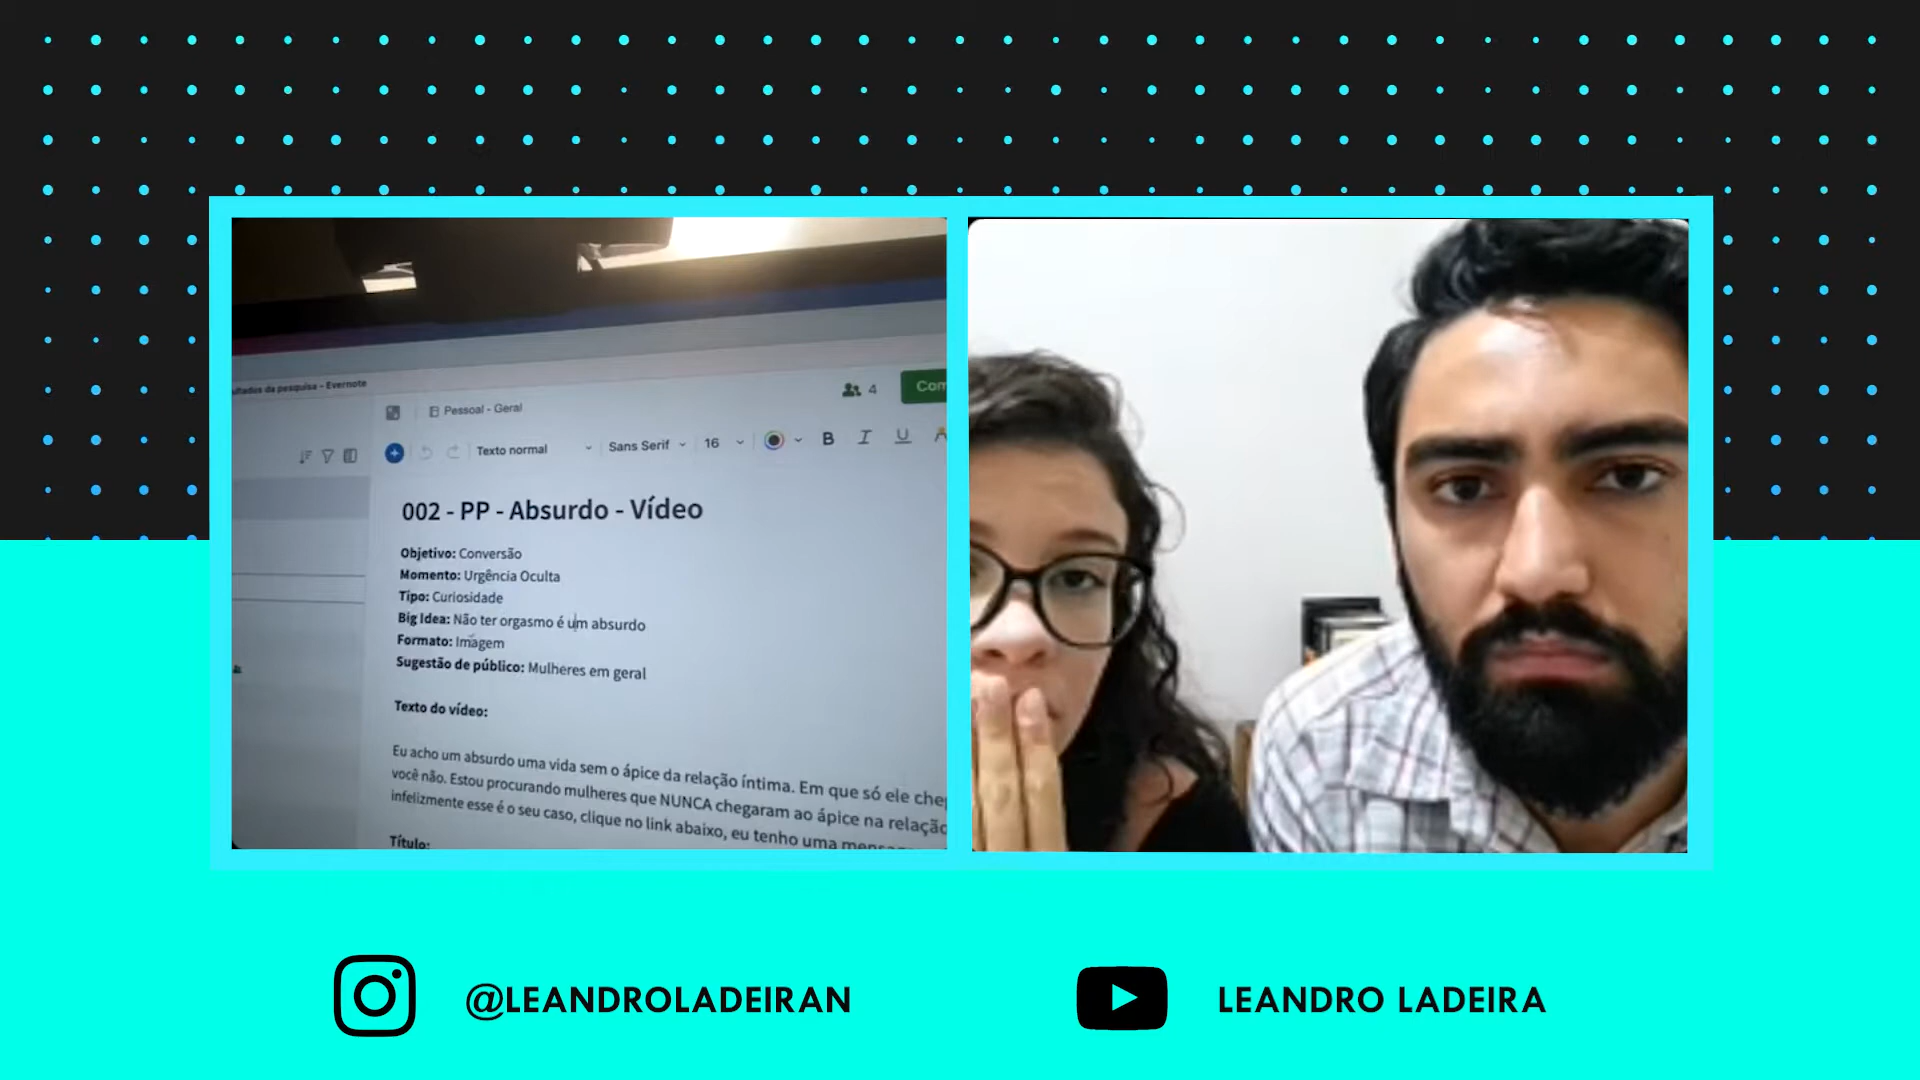 ultados da pesquisa - Evernote
4
Com
Pessoal - Geral
Texto normal
Sans Serif
16
B I U A
002 - PP - Absurdo - Vídeo
Objetivo: Conversão
Momento: Urgência Oculta
Tipo: Curiosidade
Big Idea: Não ter orgasmo é um absurdo
Formato: Imagem
Sugestão de público: Mulheres em geral
Texto do vídeo:
Eu acho um absurdo uma vida sem o ápice da relação íntima. Em que só ele che
você não. Estou procurando mulheres que NUNCA chegaram ao ápice na relação
infelizmente esse é o seu caso, clique no link abaixo, eu tenho uma
Título:
@LEANDROLADEIRAN
LEANDRO LADEIRA